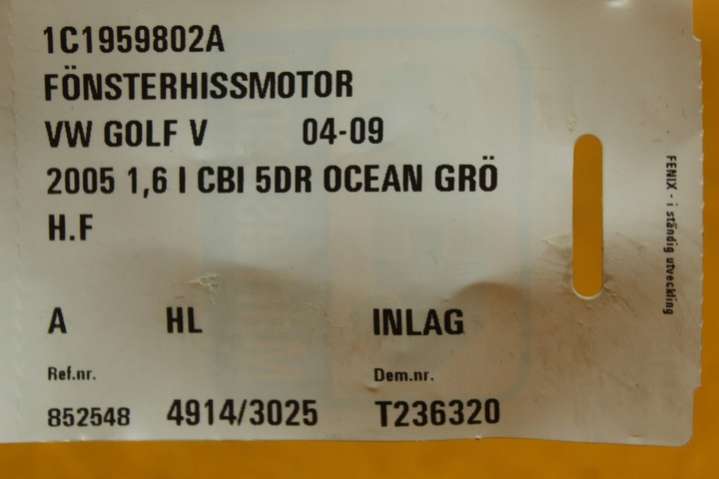 1C1959802A
FÖNSTERHISSMOTOR
VW GOLF V 04-09
2005 1,6 I CBI 5DR OCEAN GRÖ
H.F
A HL INLAG
Ref.nr. Dem.nr.
852548 4914/3025 T236320
FENIX - i ständig utveckling